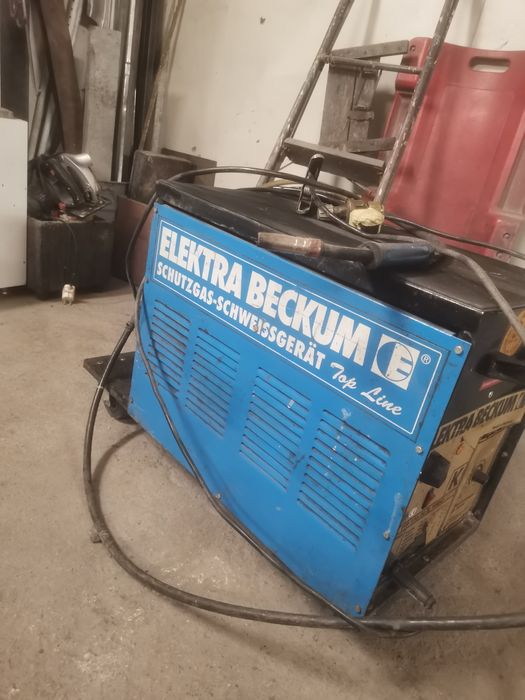 ELEKTRA BECKUM E ®
SCHUTZGAS-SCHWEISSGERÄT Top Line
ELEKTRA BECKUM